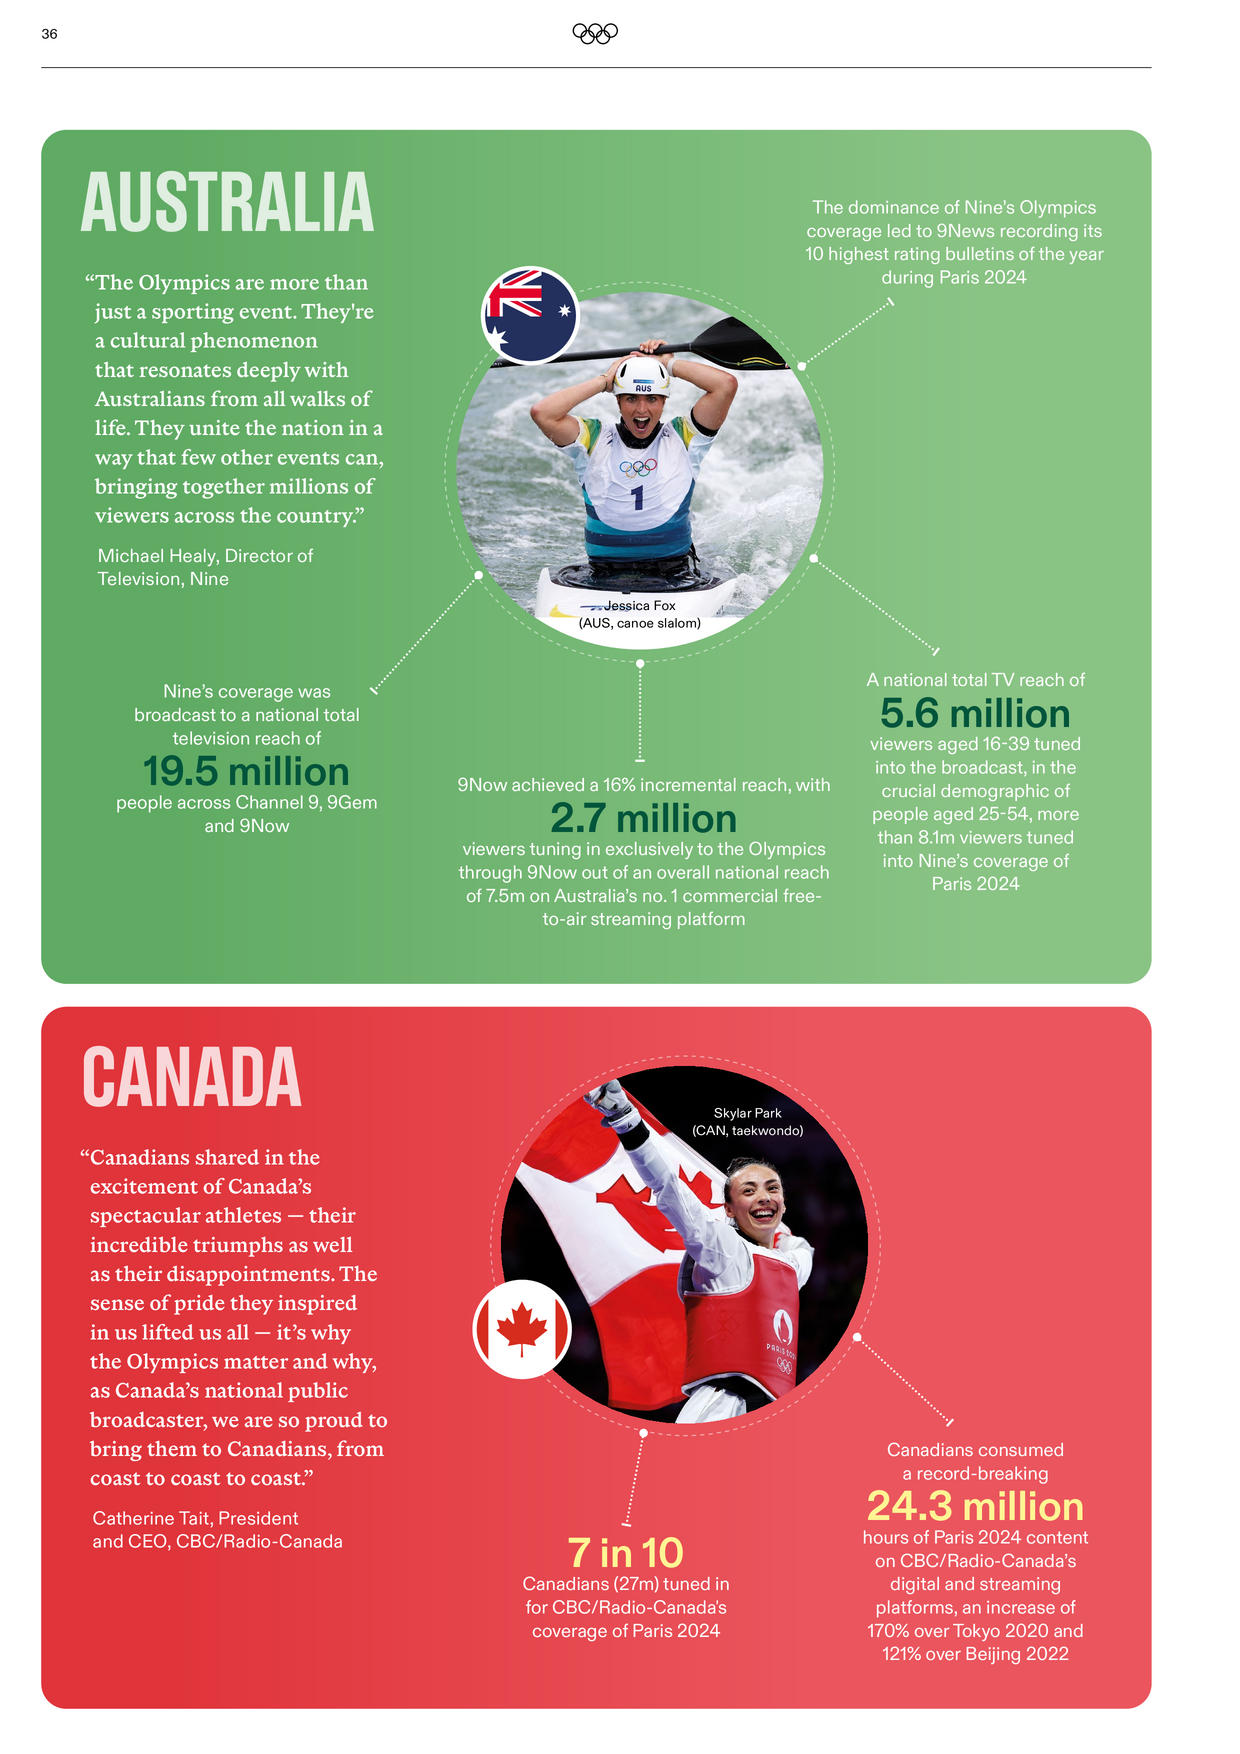 36
AUSTRALIA
“The Olympics are more than
just a sporting event. They're
a cultural phenomenon
that resonates deeply with
Australians from all walks of
life. They unite the nation in a
way that few other events can,
bringing together millions of
viewers across the country.”
Michael Healy, Director of
Television, Nine
The dominance of Nine’s Olympics
coverage led to 9News recording its
10 highest rating bulletins of the year
during Paris 2024
AUS
1
Jessica Fox
(AUS, canoe slalom)
Nine’s coverage was
broadcast to a national total
television reach of
19.5 million
people across Channel 9, 9Gem
and 9Now
9Now achieved a 16% incremental reach, with
2.7 million
viewers tuning in exclusively to the Olympics
through 9Now out of an overall national reach
of 7.5m on Australia’s no. 1 commercial free-
to-air streaming platform
A national total TV reach of
5.6 million
viewers aged 16-39 tuned
into the broadcast, in the
crucial demographic of
people aged 25-54, more
than 8.1m viewers tuned
into Nine’s coverage of
Paris 2024
CANADA
“Canadians shared in the
excitement of Canada’s
spectacular athletes — their
incredible triumphs as well
as their disappointments. The
sense of pride they inspired
in us lifted us all — it’s why
the Olympics matter and why,
as Canada’s national public
broadcaster, we are so proud to
bring them to Canadians, from
coast to coast to coast.”
Catherine Tait, President
and CEO, CBC/Radio-Canada
Skylar Park
(CAN, taekwondo)
7 in 10
Canadians (27m) tuned in
for CBC/Radio-Canada's
coverage of Paris 2024
Canadians consumed
a record-breaking
24.3 million
hours of Paris 2024 content
on CBC/Radio-Canada’s
digital and streaming
platforms, an increase of
170% over Tokyo 2020 and
121% over Beijing 2022